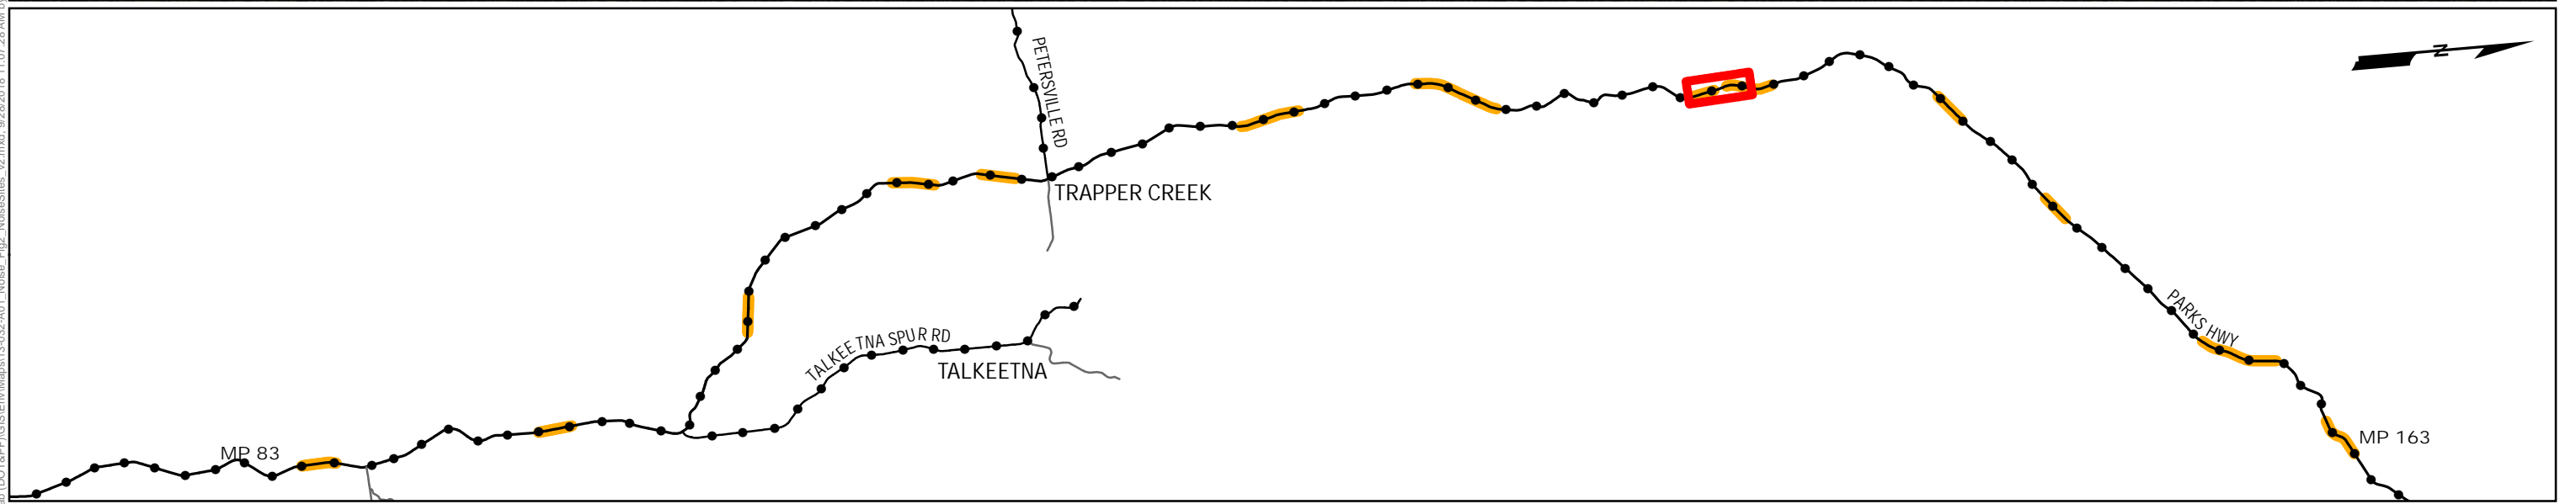 PETERSVILLE RD
N
TRAPPER CREEK
TALKEETNA SPUR RD
TALKEETNA
PARKS HWY
MP 83
MP 163